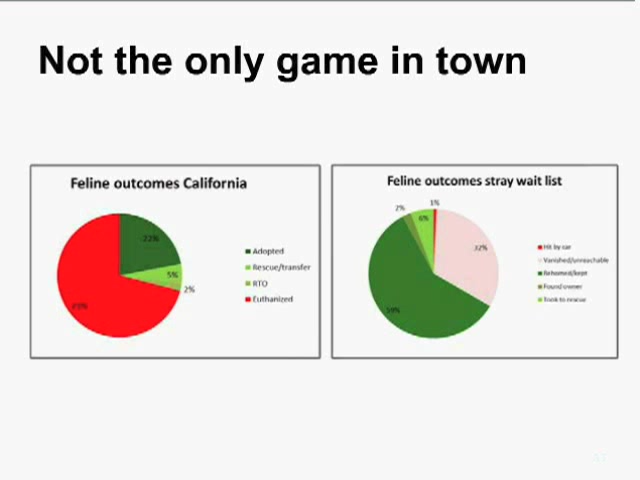 Not the only game in town
Feline outcomes California
22%
5%
2%
Adopted
Rescue/transfer
RTO
Euthanized
Feline outcomes stray wait list
1%
2%
6%
32%
59%
Hit by car
Vanished/unreachable
Rehomed/kept
Found owner
Took to rescue